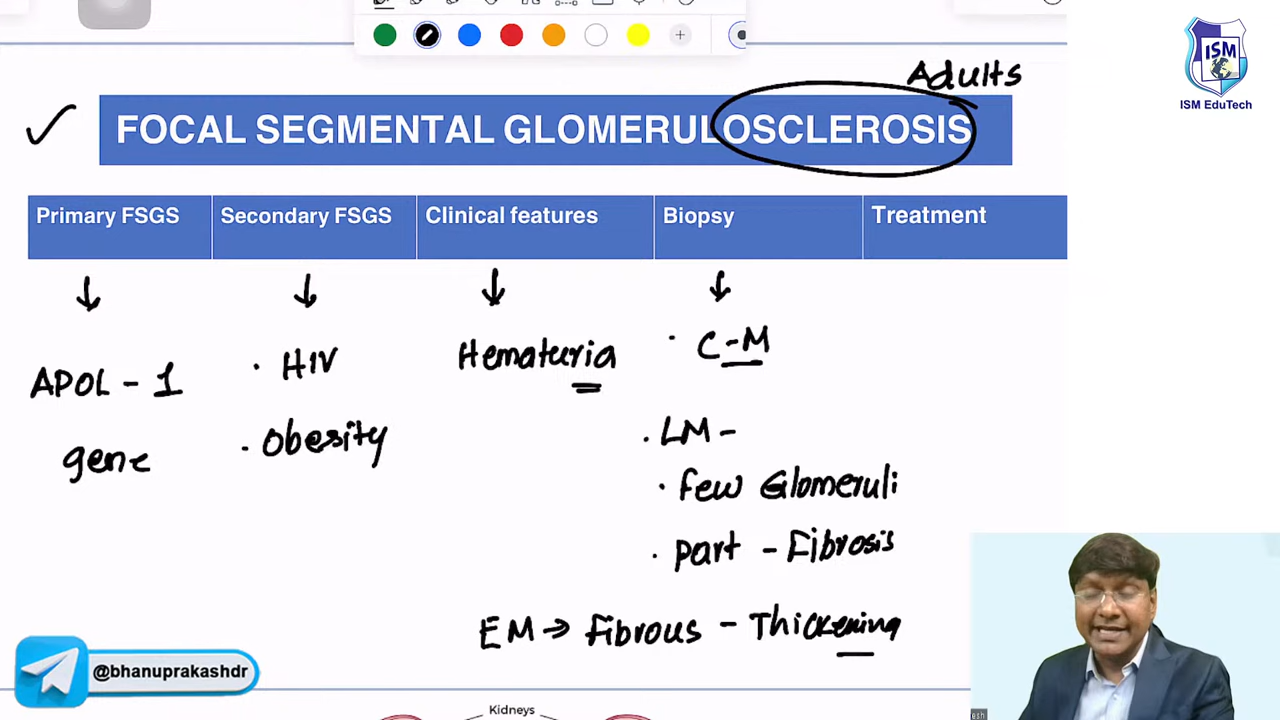 ISM
ISM EduTech
Adults
FOCAL SEGMENTAL GLOMERULOSCLEROSIS
Primary FSGS
Secondary FSGS
Clinical features
Biopsy
Treatment
APOL - 1
gene
• HIV
• Obesity
Hematuria
• C-M
• LM -
• few Glomeruli
• part - Fibrosis
EM → Fibrous - Thickening
@bhanuprakashdr
Kidneys